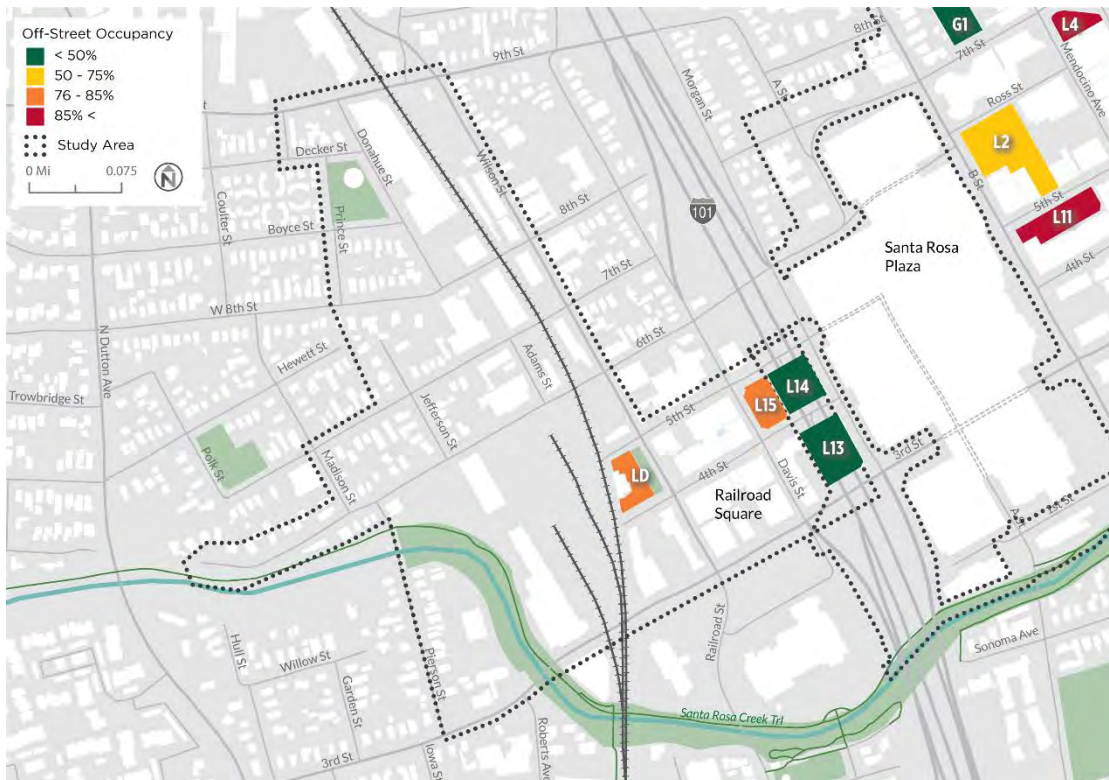 Off-Street Occupancy
< 50%
50 - 75%
76 - 85%
85% <
Study Area
0 Mi
0.075
N
G1
L4
8th St
7th St
Mendocino Ave
9th St
Morgan St
A St
Ross St
L2
B St
5th St
L11
4th St
Donahue St
Decker St
Wilson St
Coulter St
Prince St
Boyce St
8th St
101
Santa Rosa
Plaza
7th St
W 8th St
6th St
N Dutton Ave
Hewett St
Adams St
Trowbridge St
Jefferson St
5th St
L14
L15
L13
3rd St
Polk St
Madison St
LD
4th St
Davis St
Railroad
Square
1st St
Hull St
Willow St
Garden St
Pierson St
Railroad St
Sonoma Ave
Santa Rosa Creek Trl
3rd St
Iowa St
Roberts Ave